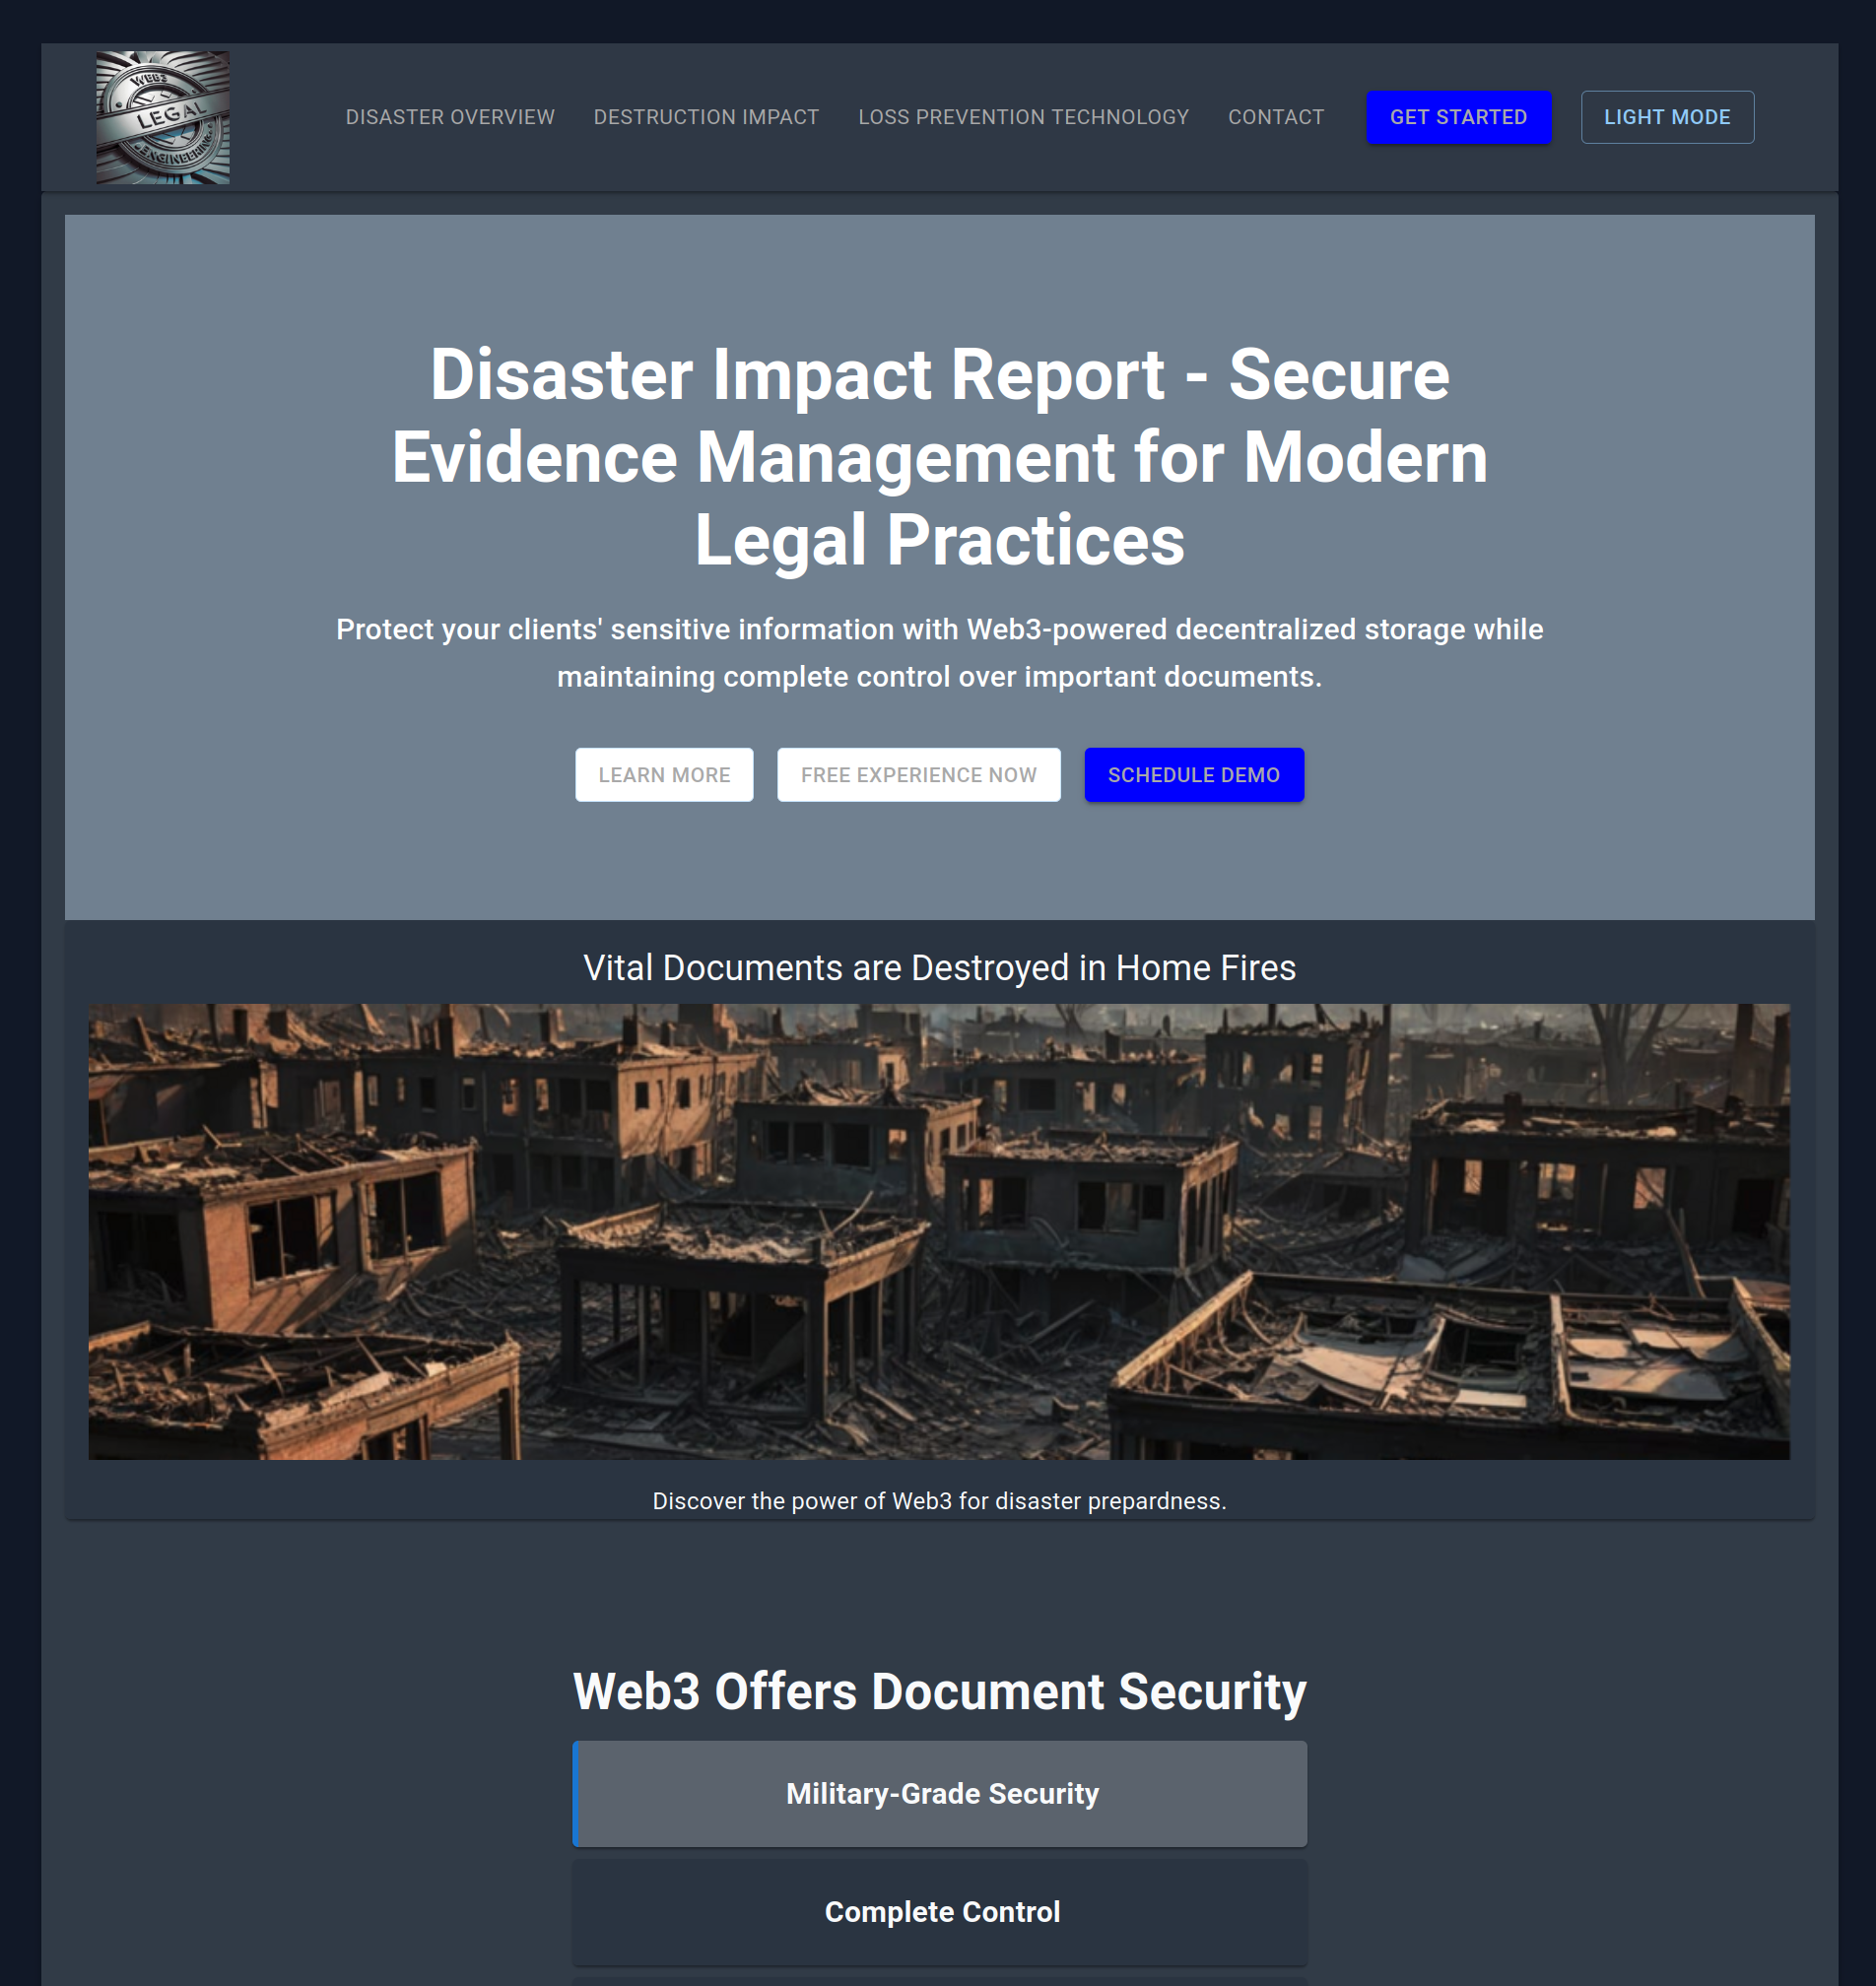 WEB3
LEGAL
ENGINEERING
DISASTER OVERVIEW
DESTRUCTION IMPACT
LOSS PREVENTION TECHNOLOGY
CONTACT
GET STARTED
LIGHT MODE
Disaster Impact Report - Secure
Evidence Management for Modern
Legal Practices
Protect your clients' sensitive information with Web3-powered decentralized storage while
maintaining complete control over important documents.
LEARN MORE
FREE EXPERIENCE NOW
SCHEDULE DEMO
Vital Documents are Destroyed in Home Fires
Discover the power of Web3 for disaster prepardness.
Web3 Offers Document Security
Military-Grade Security
Complete Control